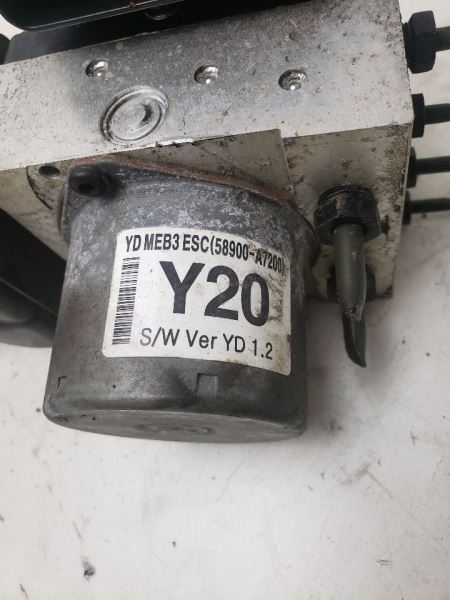 YD MEB3 ESC(58900-A7200)
Y20
S/W Ver YD 1.2